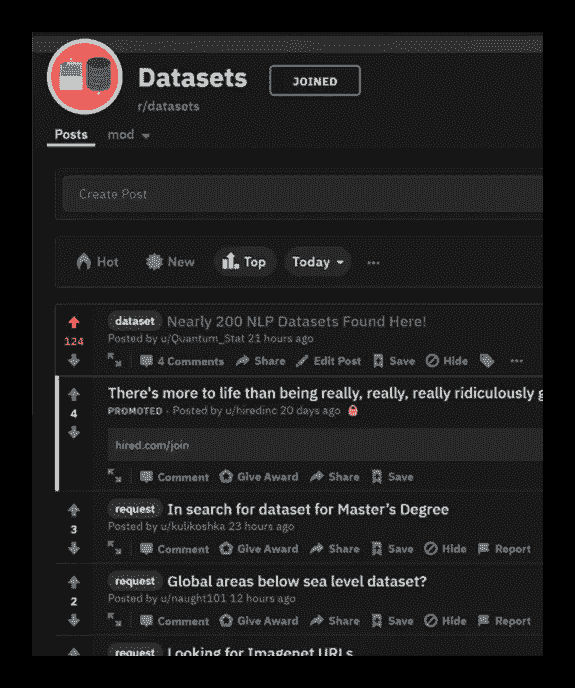 Datasets JOINED
r/datasets
Posts mod
Create Post
Hot New Top Today ...
dataset Nearly 200 NLP Datasets Found Here!
124
Posted by u/Quantum_Stat 21 hours ago
4 Comments Share Edit Post Save Hide ...
There's more to life than being really, really, really ridiculously g
4
PROMOTED · Posted by u/hiredinc 20 days ago
hired.com/join
Comment Give Award Share Save
request In search for dataset for Master's Degree
3
Posted by u/kulikoshka 23 hours ago
Comment Give Award Share Save Hide Report
request Global areas below sea level dataset?
2
Posted by u/naught101 12 hours ago
Comment Give Award Share Save Hide Report
request Looking for Imagenet URLs